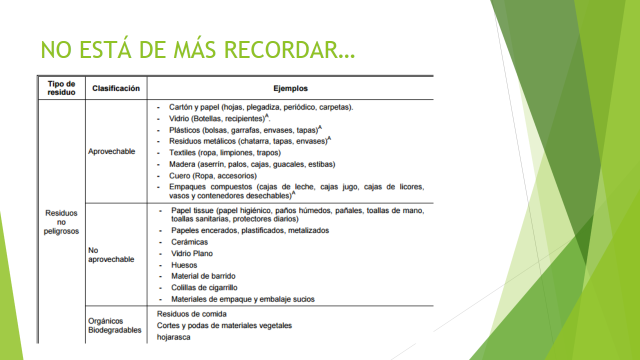 NO ESTÁ DE MÁS RECORDAR…
Tipo de residuo
Clasificación
Ejemplos
Residuos no peligrosos
Aprovechable
- Cartón y papel (hojas, plegadiza, periódico, carpetas).
- Vidrio (Botellas, recipientes)A.
- Plásticos (bolsas, garrafas, envases, tapas)A
- Residuos metálicos (chatarra, tapas, envases)A
- Textiles (ropa, limpiones, trapos)
- Madera (aserrín, palos, cajas, guacales, estibas)
- Cuero (Ropa, accesorios)
- Empaques compuestos (cajas de leche, cajas jugo, cajas de licores,
vasos y contenedores desechables)A
No aprovechable
- Papel tissue (papel higiénico, paños húmedos, pañales, toallas de mano,
toallas sanitarias, protectores diarios)
- Papeles encerados, plastificados, metalizados
- Cerámicas
- Vidrio Plano
- Huesos
- Material de barrido
- Colillas de cigarrillo
- Materiales de empaque y embalaje sucios
Orgánicos Biodegradables
Residuos de comida
Cortes y podas de materiales vegetales
hojarasca